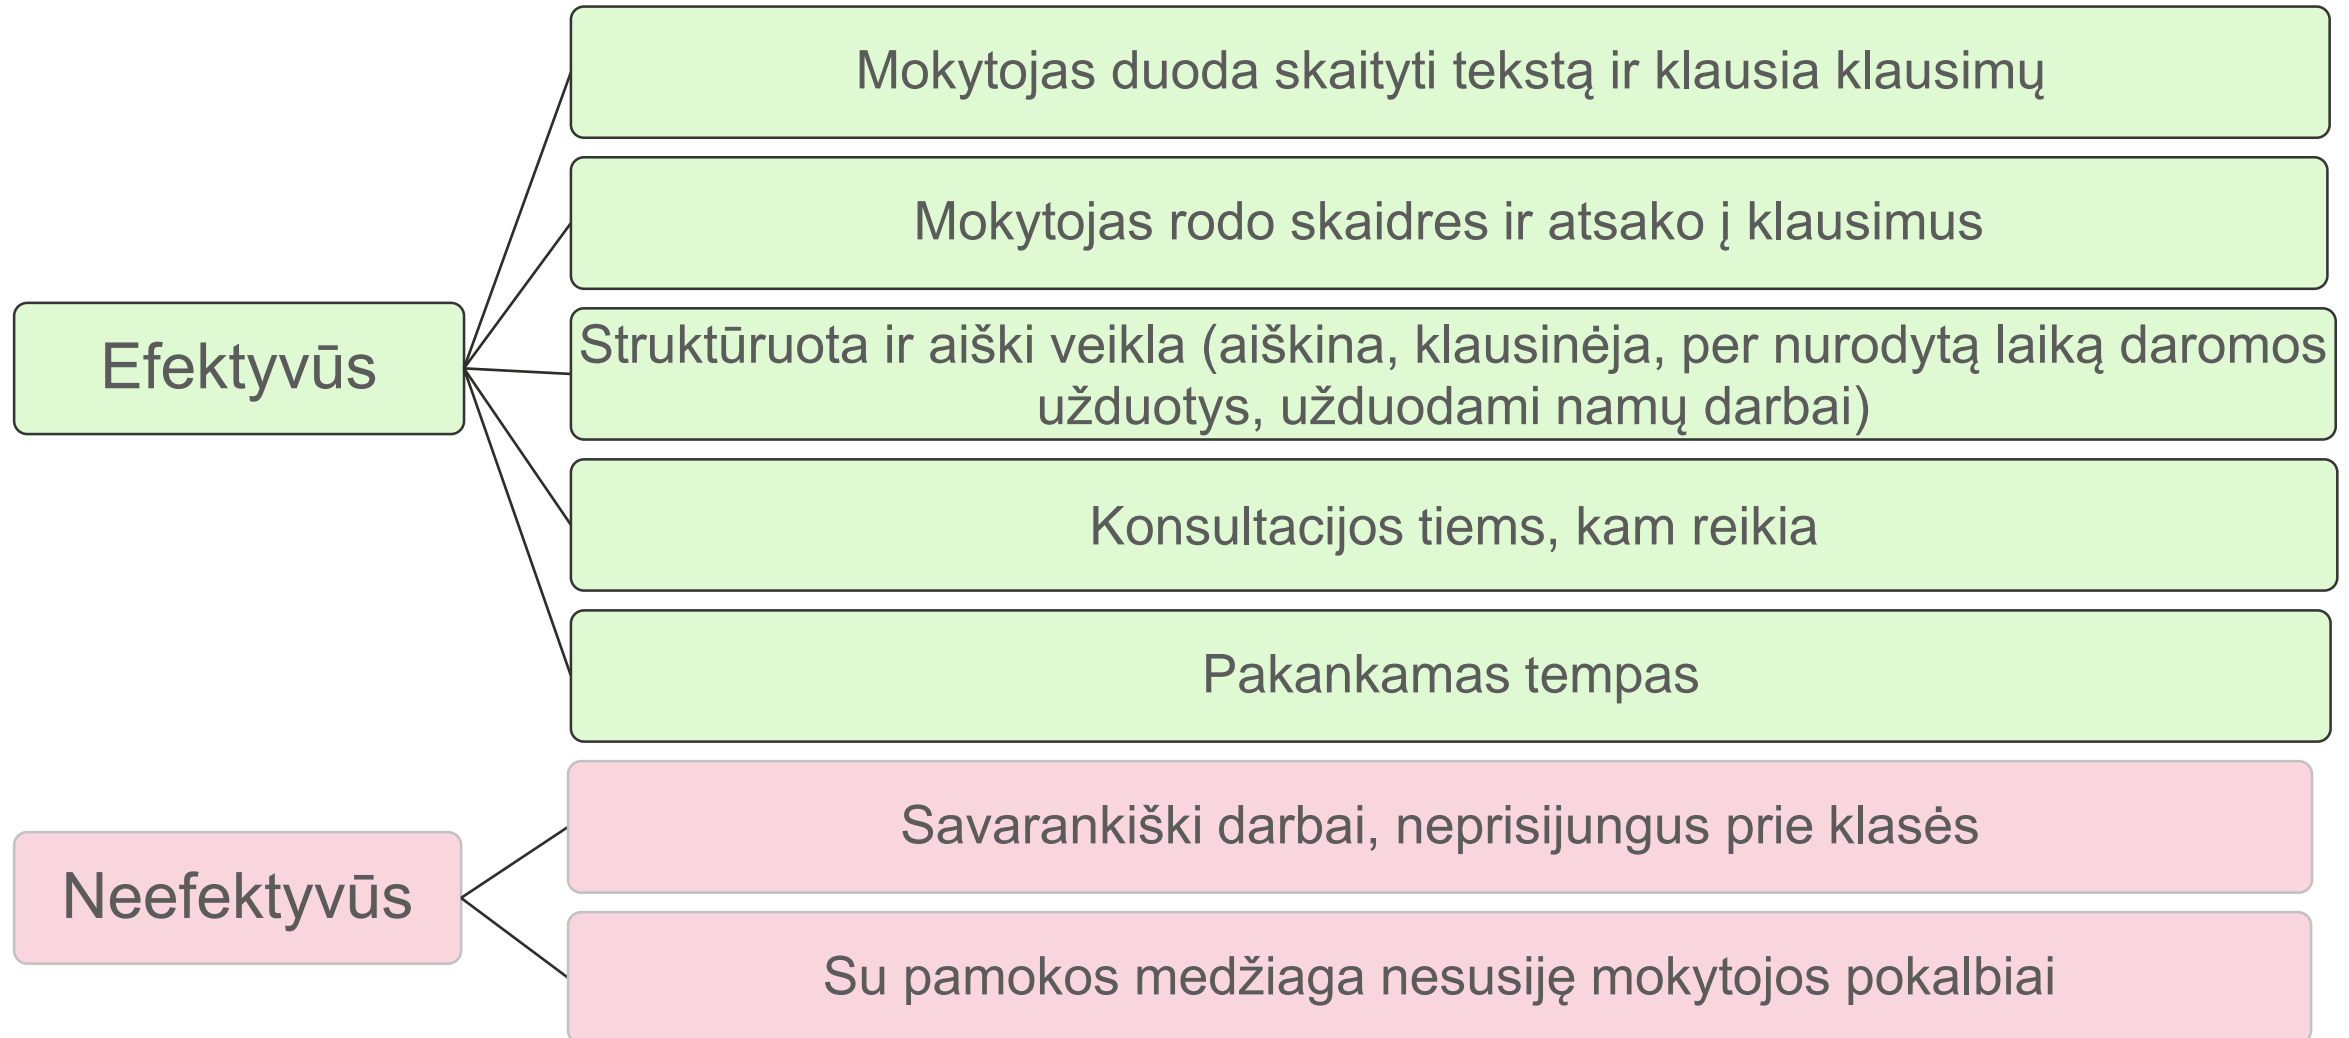 Mokytojas duoda skaityti tekstą ir klausia klausimų
Mokytojas rodo skaidres ir atsako į klausimus
Efektyvūs
Struktūruota ir aiški veikla (aiškina, klausinėja, per nurodytą laiką daromos
užduotys, užduodami namų darbai)
Konsultacijos tiems, kam reikia
Pakankamas tempas
Neefektyvūs
Savarankiški darbai, neprisijungus prie klasės
Su pamokos medžiaga nesusiję mokytojos pokalbiai